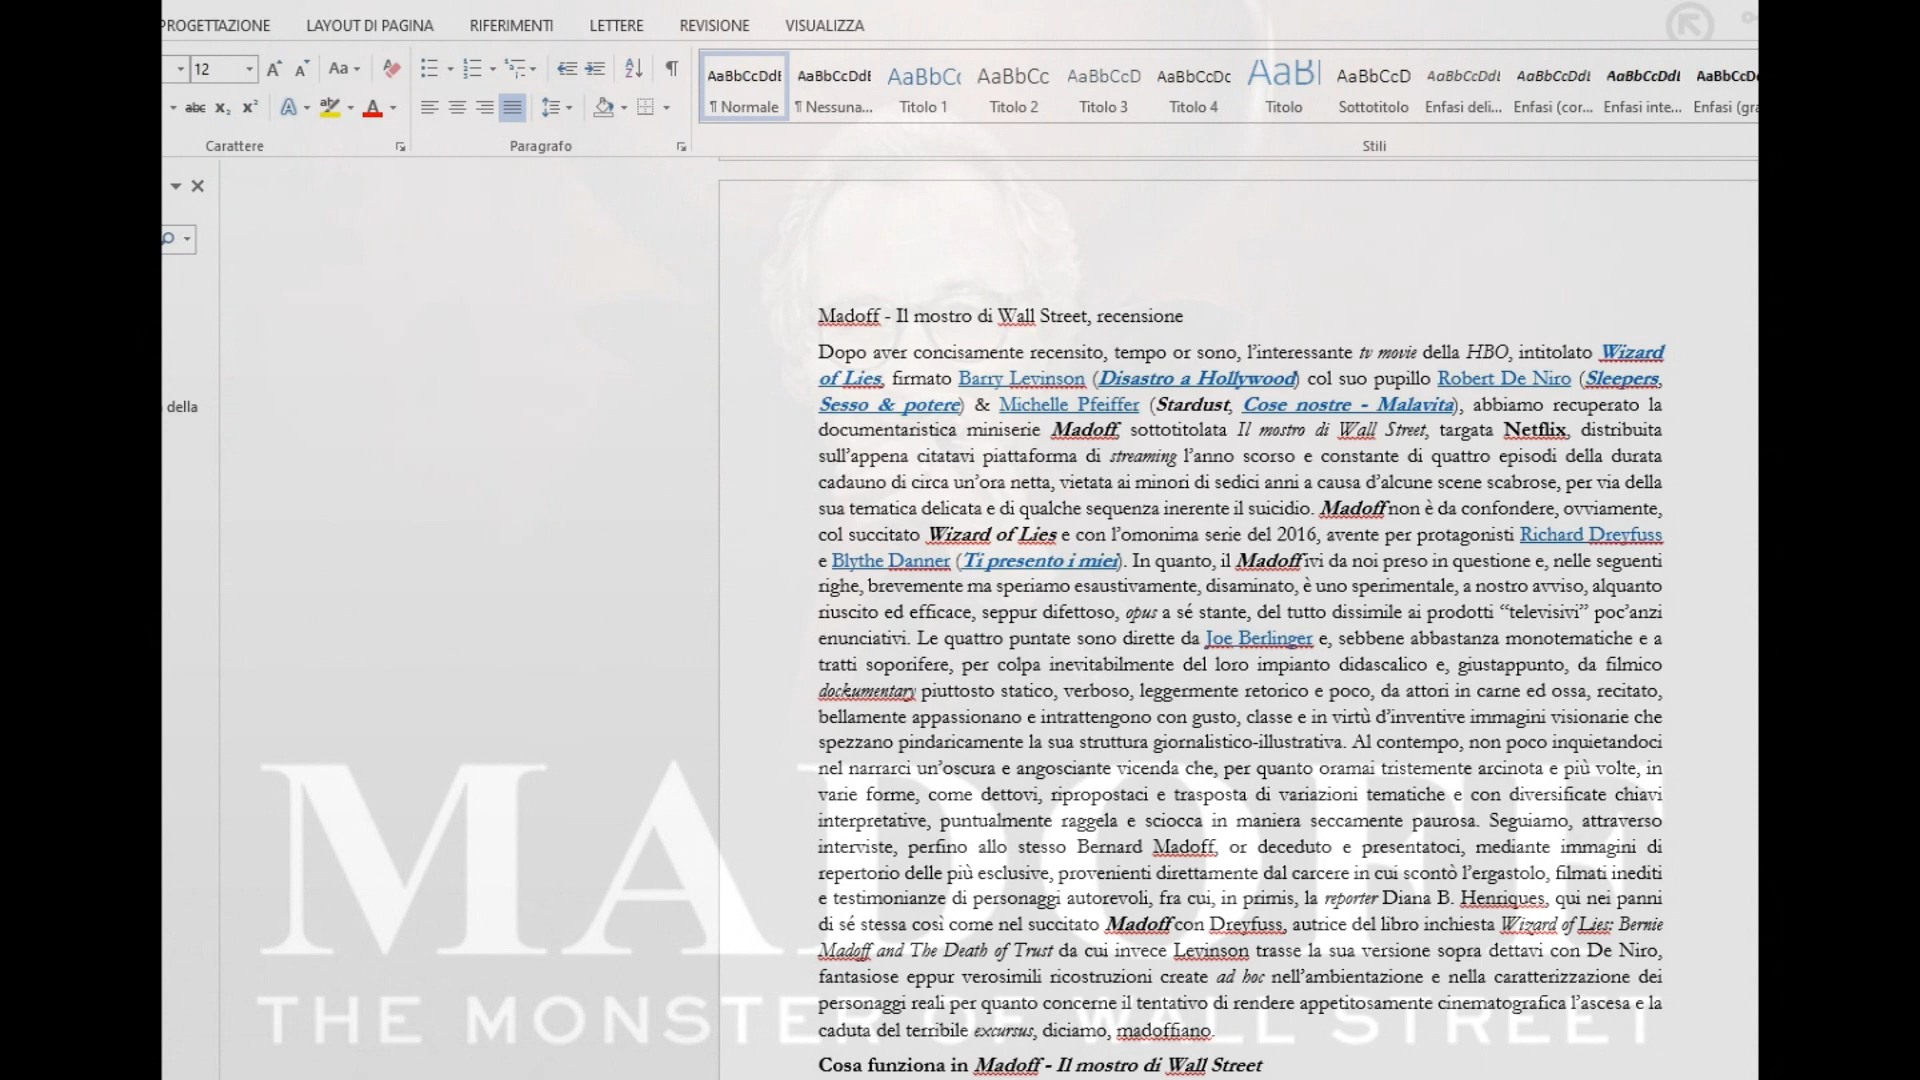 PROGETTAZIONE LAYOUT DI PAGINA RIFERIMENTI LETTERE REVISIONE VISUALIZZA
12 Aa
AaBbCcDdE AaBbCcDdE AaBbC AaBbCc AaBbCcD AaBbCcDc AaB AaBbCcD AaBbCcDdI AaBbCcDdI AaBbCcDdI AaBbCcDc
¶ Normale ¶ Nessuna... Titolo 1 Titolo 2 Titolo 3 Titolo 4 Titolo Sottotitolo Enfasi deli... Enfasi (cor... Enfasi inte... Enfasi (gra
abc x₂ x² A ab A
Carattere Paragrafo Stili
della
Madoff - Il mostro di Wall Street, recensione
Dopo aver concisamente recensito, tempo or sono, l’interessante tv movie della HBO, intitolato Wizard
of Lies, firmato Barry Levinson (Disastro a Hollywood) col suo pupillo Robert De Niro (Sleepers,
Sesso & potere) & Michelle Pfeiffer (Stardust, Cose nostre - Malavita), abbiamo recuperato la
documentaristica miniserie Madoff, sottotitolata Il mostro di Wall Street, targata Netflix, distribuita
sull’appena citatavi piattaforma di streaming l’anno scorso e constante di quattro episodi della durata
cadauno di circa un’ora netta, vietata ai minori di sedici anni a causa d’alcune scene scabrose, per via della
sua tematica delicata e di qualche sequenza inerente il suicidio. Madoff non è da confondere, ovviamente,
col succitato Wizard of Lies e con l’omonima serie del 2016, avente per protagonisti Richard Dreyfuss
e Blythe Danner (Ti presento i miei). In quanto, il Madoff ivi da noi preso in questione e, nelle seguenti
righe, brevemente ma speriamo esaustivamente, disaminato, è uno sperimentale, a nostro avviso, alquanto
riuscito ed efficace, seppur difettoso, opus a sé stante, del tutto dissimile ai prodotti “televisivi” poc’anzi
enunciativi. Le quattro puntate sono dirette da Joe Berlinger e, sebbene abbastanza monotematiche e a
tratti soporifere, per colpa inevitabilmente del loro impianto didascalico e, giustappunto, da filmico
dockumentary piuttosto statico, verboso, leggermente retorico e poco, da attori in carne ed ossa, recitato,
bellamente appassionano e intrattengono con gusto, classe e in virtù d’inventive immagini visionarie che
spezzano pindaricamente la sua struttura giornalistico-illustrativa. Al contempo, non poco inquietandoci
nel narrarci un’oscura e angosciante vicenda che, per quanto oramai tristemente arcinota e più volte, in
varie forme, come dettovi, ripropostaci e trasposta di variazioni tematiche e con diversificate chiavi
interpretative, puntualmente raggela e sciocca in maniera seccamente paurosa. Seguiamo, attraverso
interviste, perfino allo stesso Bernard Madoff, or deceduto e presentatoci, mediante immagini di
repertorio delle più esclusive, provenienti direttamente dal carcere in cui scontò l’ergastolo, filmati inediti
e testimonianze di personaggi autorevoli, fra cui, in primis, la reporter Diana B. Henriques, qui nei panni
di sé stessa così come nel succitato Madoff con Dreyfuss, autrice del libro inchiesta Wizard of Lies: Bernie
Madoff and The Death of Trust da cui invece Levinson trasse la sua versione sopra dettavi con De Niro,
fantasiose eppur verosimili ricostruzioni create ad hoc nell’ambientazione e nella caratterizzazione dei
personaggi reali per quanto concerne il tentativo di rendere appetitosamente cinematografica l’ascesa e la
caduta del terribile excursus, diciamo, madoffiano.
Cosa funziona in Madoff - Il mostro di Wall Street
MADOFF
THE MONSTER OF WALL STREET